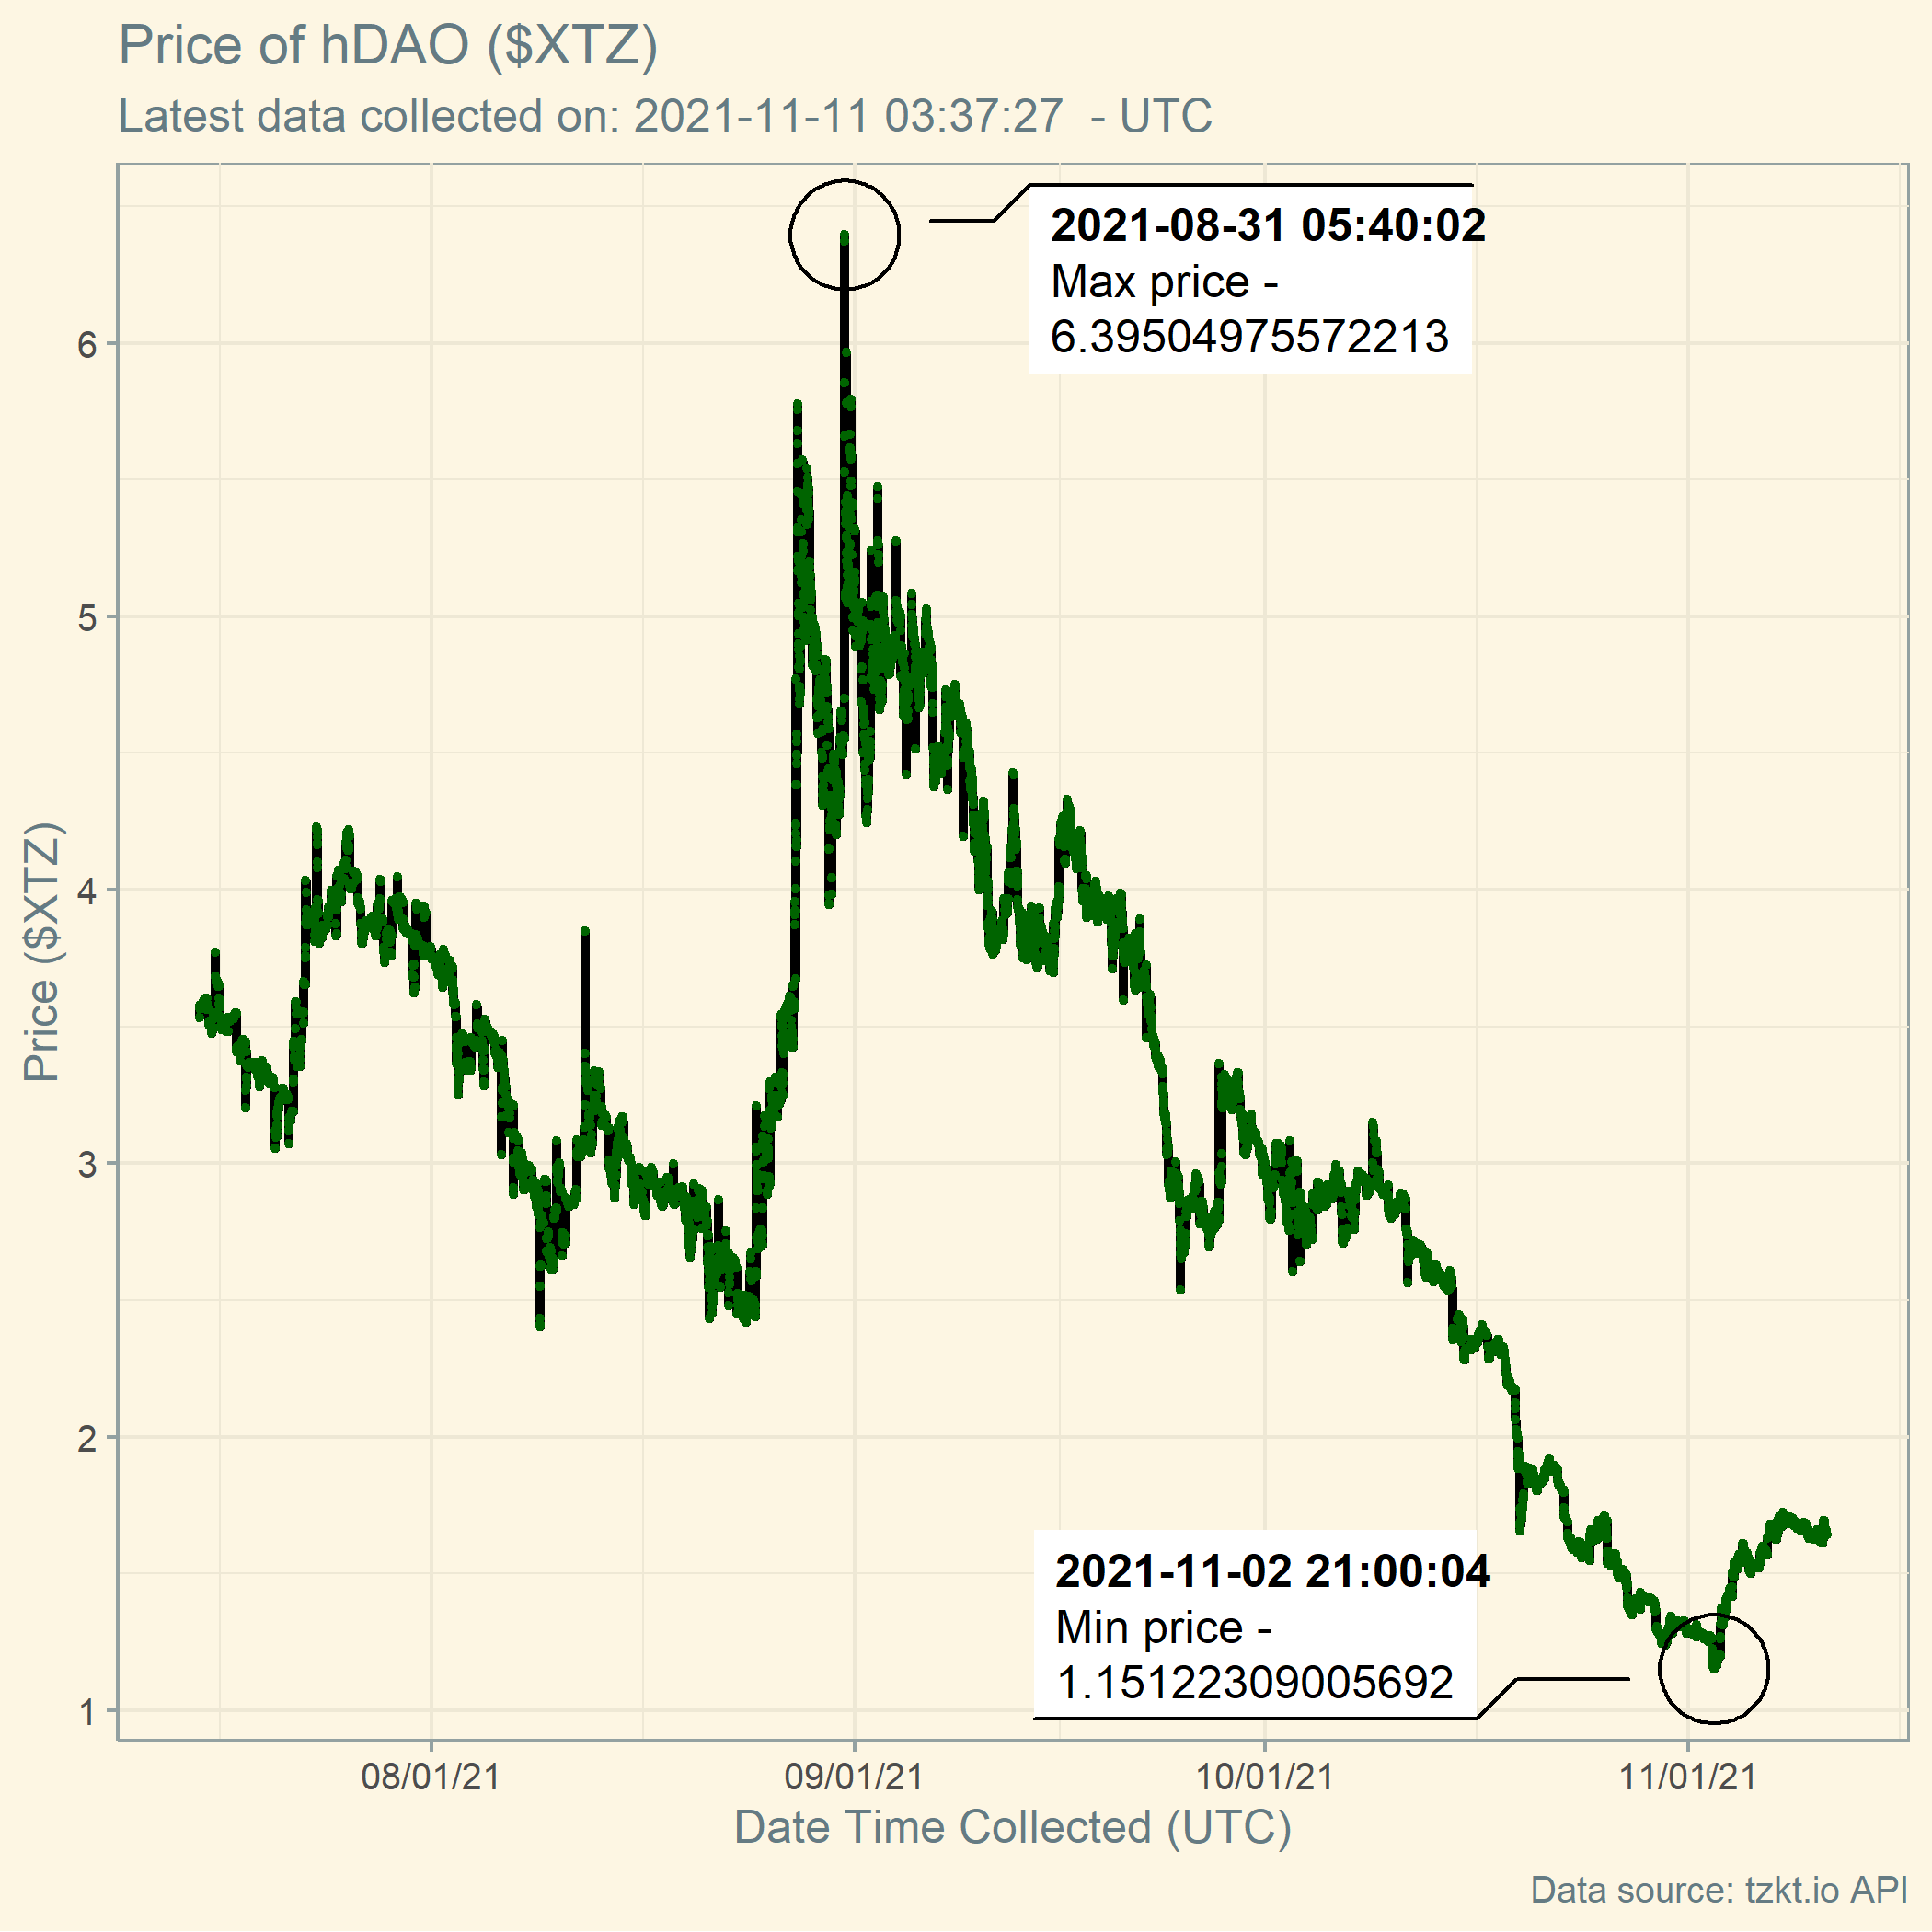 Price of hDAO ($XTZ)
Latest data collected on: 2021-11-11 03:37:27  - UTC
2021-08-31 05:40:02
Max price -
6.39504975572213
6
5
4
3
2
1
Price ($XTZ)
2021-11-02 21:00:04
Min price -
1.15122309005692
08/01/21
09/01/21
10/01/21
11/01/21
Date Time Collected (UTC)
Data source: tzkt.io API